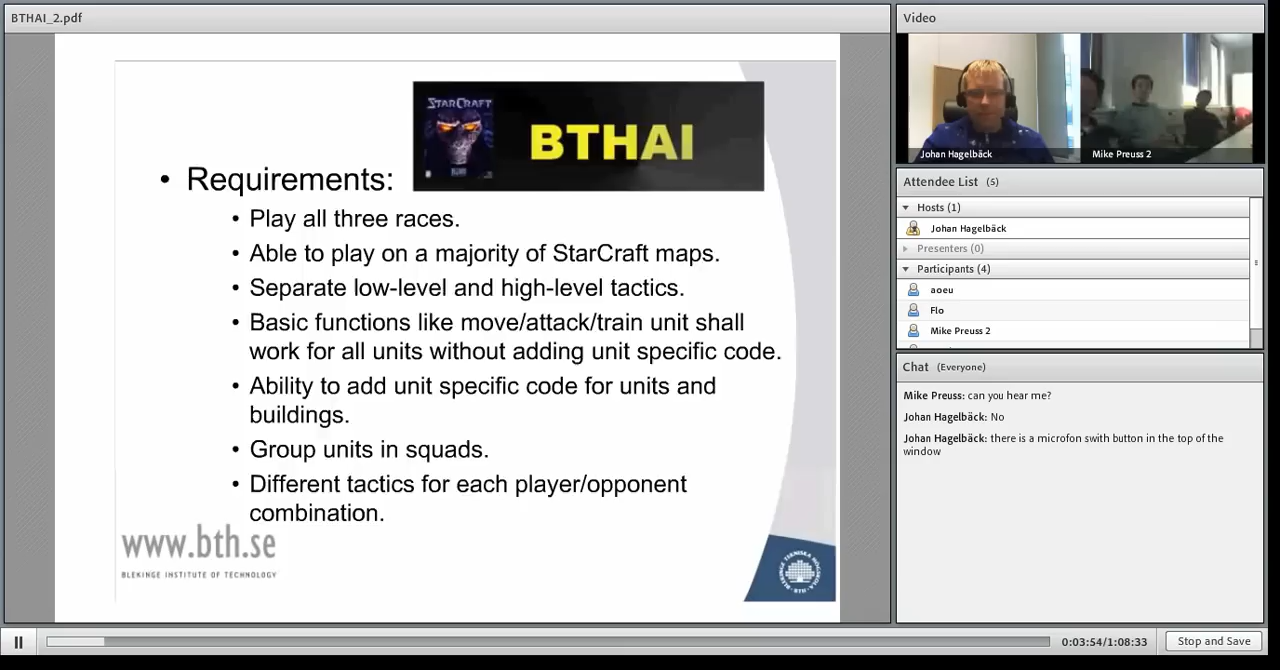 BTHAI_2.pdf
STARCRAFT
BTHAI
• Requirements:
• Play all three races.
• Able to play on a majority of StarCraft maps.
• Separate low-level and high-level tactics.
• Basic functions like move/attack/train unit shall
work for all units without adding unit specific code.
• Ability to add unit specific code for units and
buildings.
• Group units in squads.
• Different tactics for each player/opponent
combination.
www.bth.se
BLEKINGE INSTITUTE OF TECHNOLOGY
Video
Johan Hagelbäck
Mike Preuss 2
Attendee List (5)
Hosts (1)
Johan Hagelbäck
Presenters (0)
Participants (4)
aoeu
Flo
Mike Preuss 2
Chat (Everyone)
Mike Preuss: can you hear me?
Johan Hagelbäck: No
Johan Hagelbäck: there is a microfon swith button in the top of the
window
0:03:54/1:08:33
Stop and Save